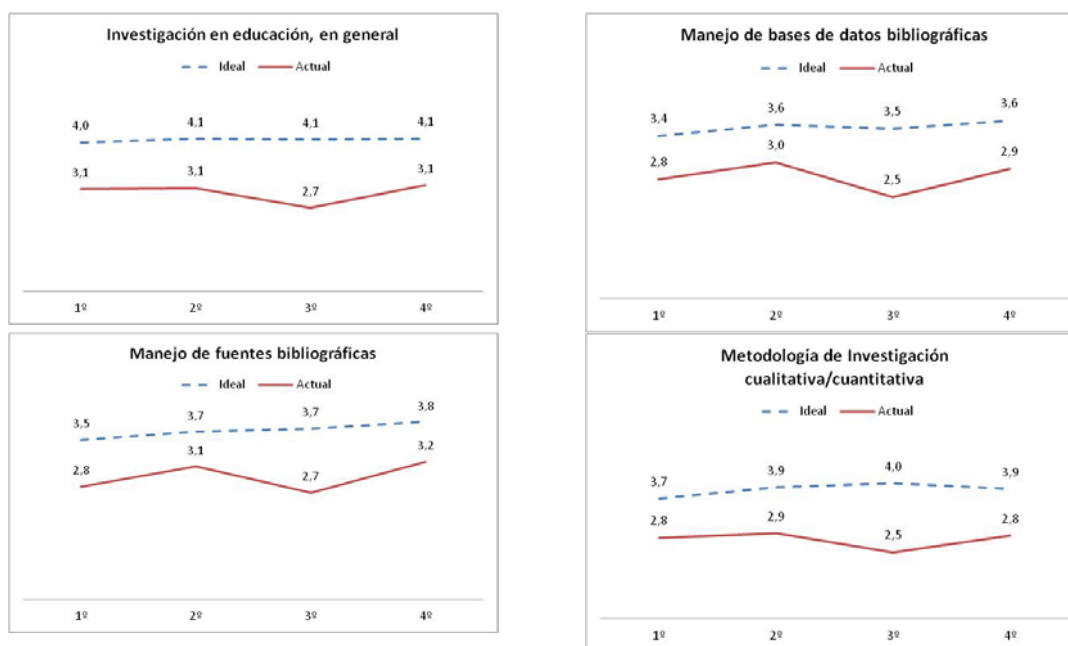 Investigación en educación, en general
Ideal Actual
4,0 4,1 4,1 4,1
3,1 3,1 2,7 3,1
1º 2º 3º 4º
Manejo de bases de datos bibliográficas
Ideal Actual
3,4 3,6 3,5 3,6
2,8 3,0 2,5 2,9
1º 2º 3º 4º
Manejo de fuentes bibliográficas
Ideal Actual
3,5 3,7 3,7 3,8
2,8 3,1 2,7 3,2
1º 2º 3º 4º
Metodología de Investigación
cualitativa/cuantitativa
Ideal Actual
3,7 3,9 4,0 3,9
2,8 2,9 2,5 2,8
1º 2º 3º 4º